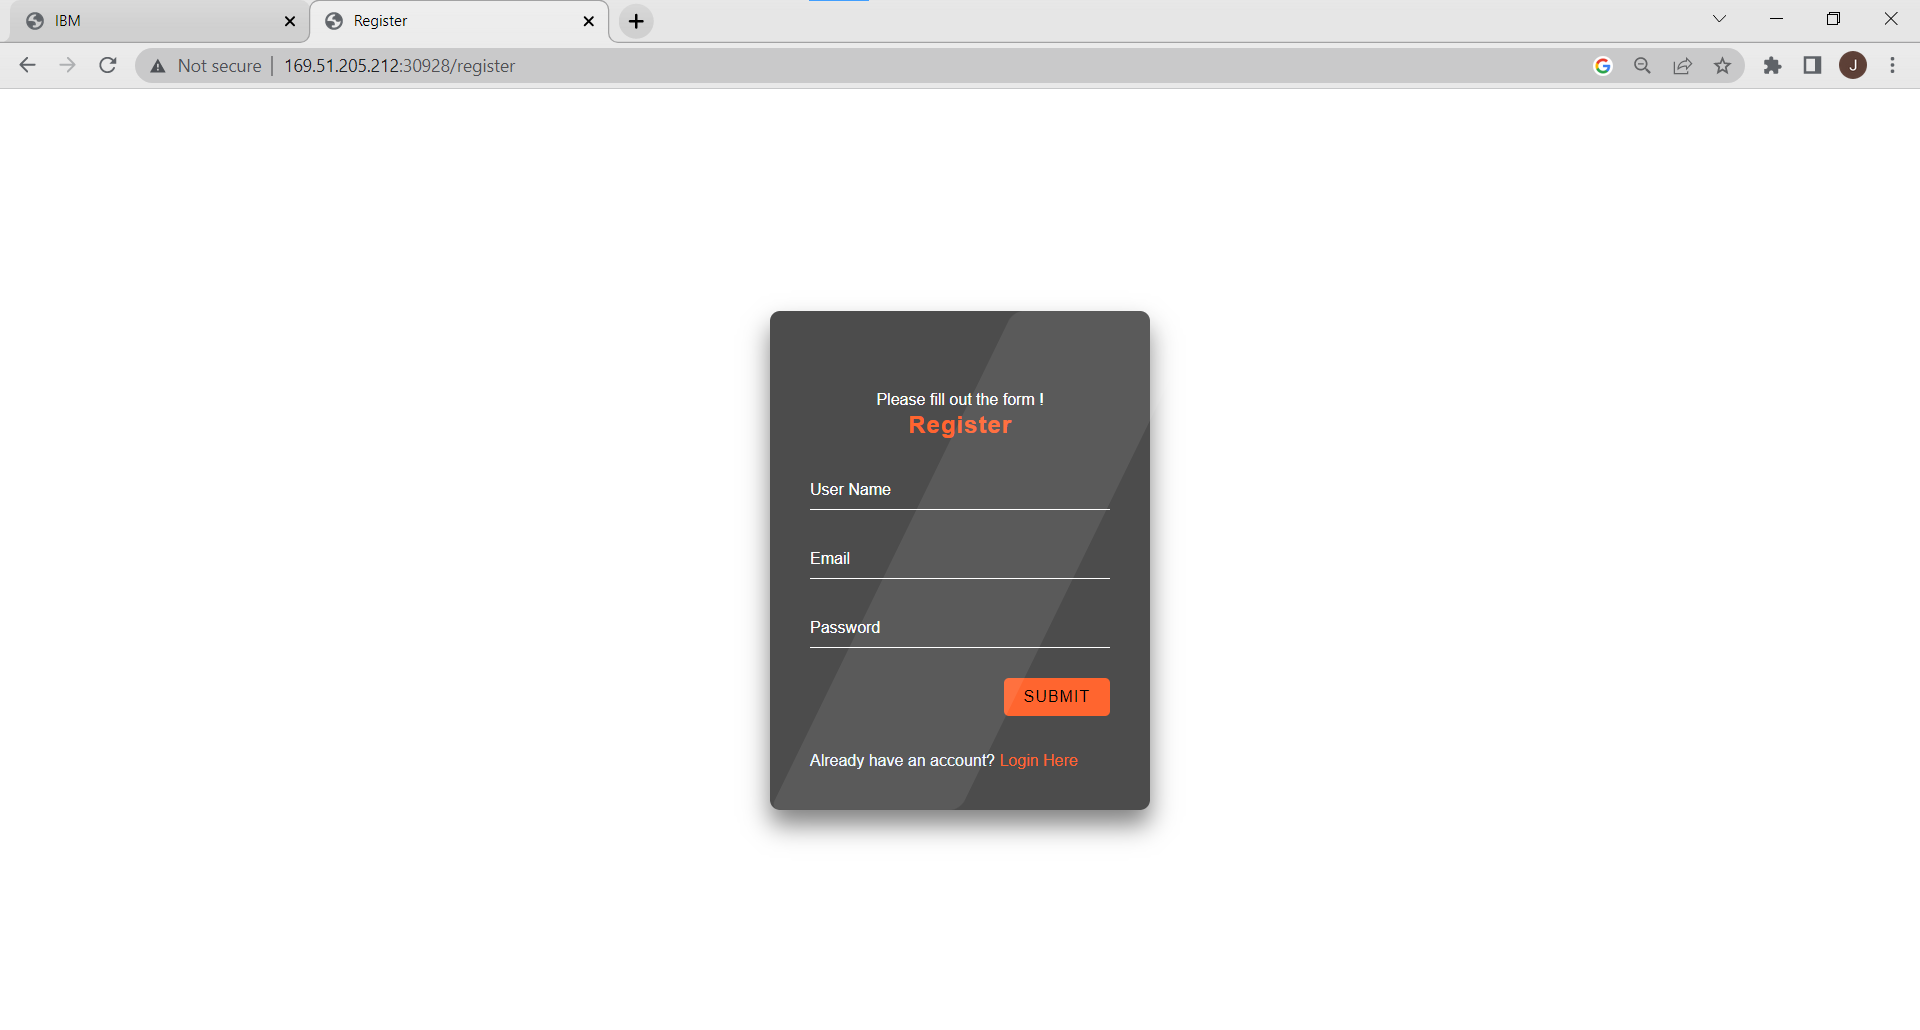 IBM
Register
Not secure
169.51.205.212:30928/register
J
Please fill out the form !
Register
User Name
Email
Password
SUBMIT
Already have an account? Login Here